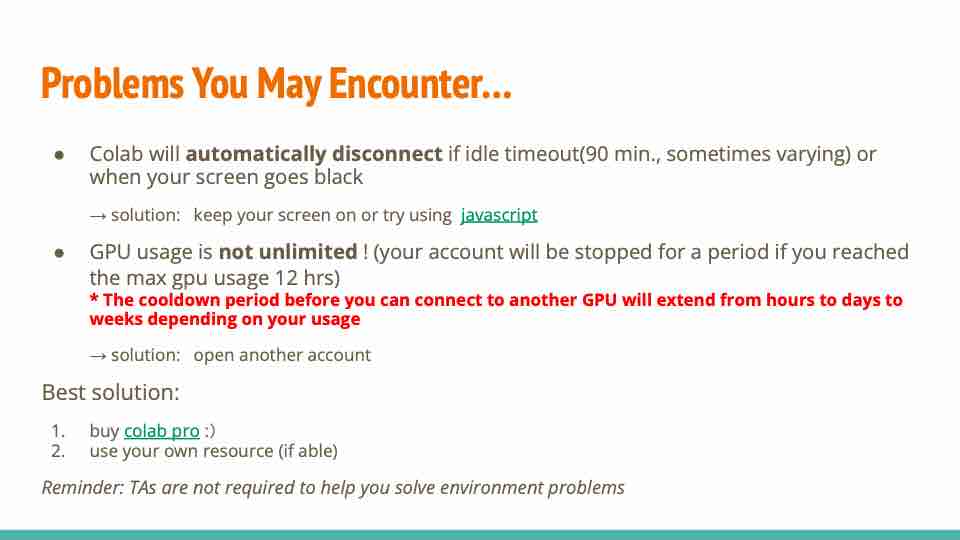 Problems You May Encounter...
● Colab will automatically disconnect if idle timeout(90 min., sometimes varying) or
when your screen goes black
→ solution: keep your screen on or try using javascript
● GPU usage is not unlimited ! (your account will be stopped for a period if you reached
the max gpu usage 12 hrs)
* The cooldown period before you can connect to another GPU will extend from hours to days to
weeks depending on your usage
→ solution: open another account
Best solution:
1. buy colab pro :)
2. use your own resource (if able)
Reminder: TAs are not required to help you solve environment problems